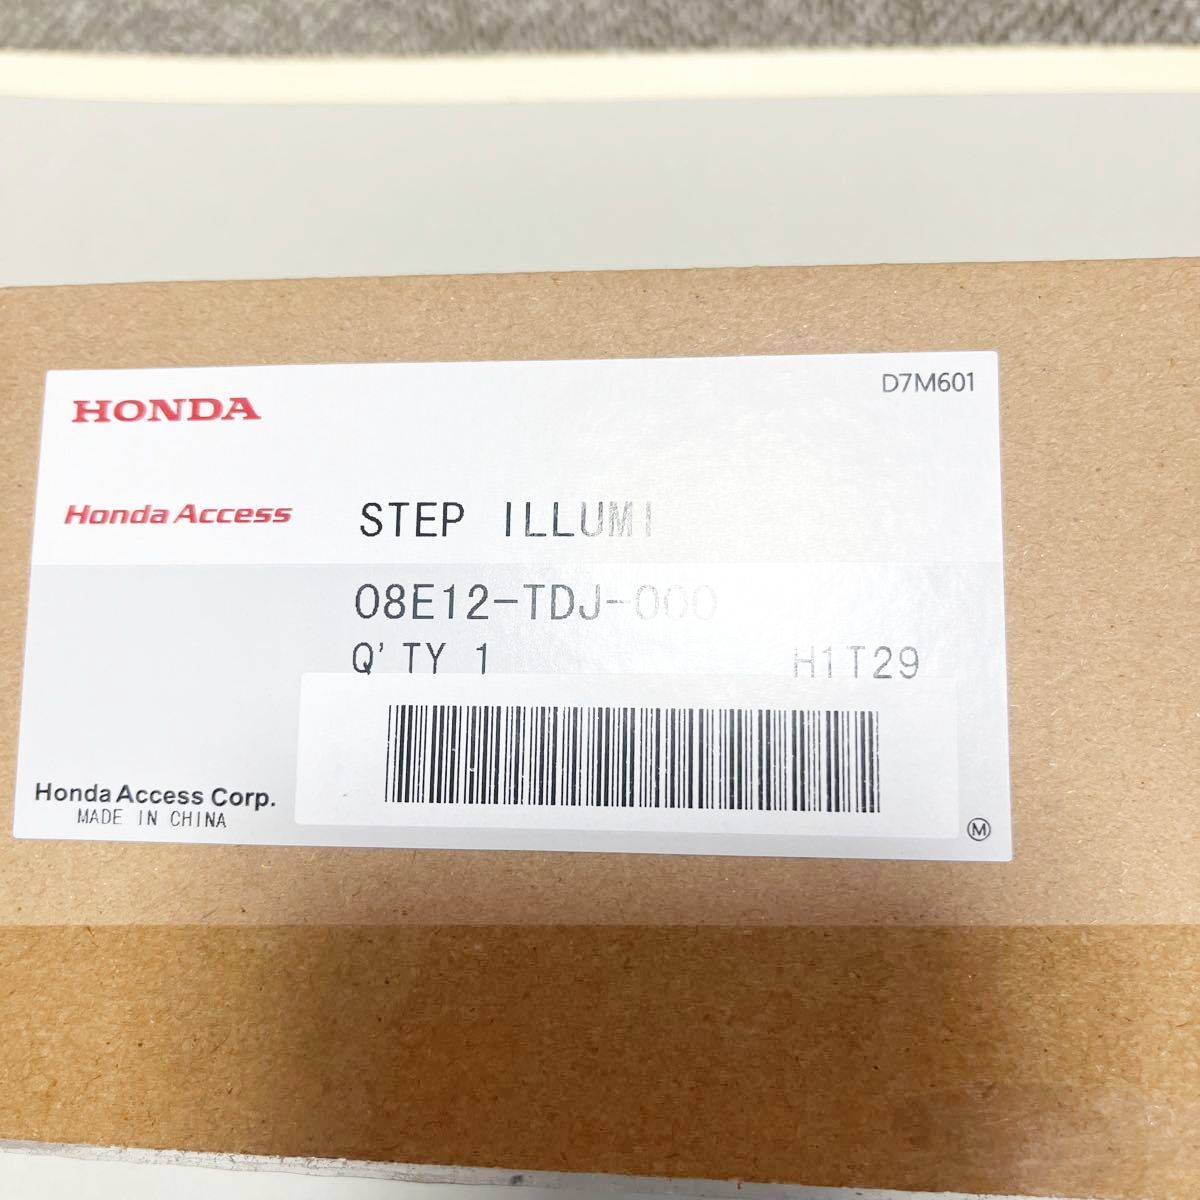 D7M601
HONDA
Honda Access STEP ILLUMI
08E12-TDJ-000
Q'TY 1 H1T29
Honda Access Corp.
MADE IN CHINA
M